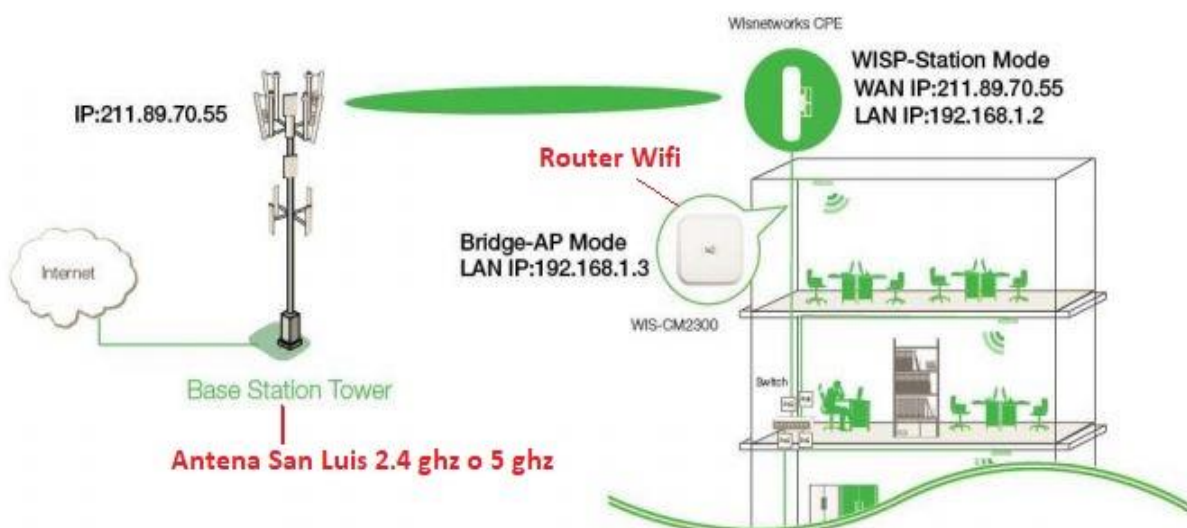 WIsnetworks CPE
WISP-Station Mode
WAN IP:211.89.70.55
LAN IP:192.168.1.2
IP:211.89.70.55
Router Wifi
Bridge-AP Mode
LAN IP:192.168.1.3
WIS-CM2300
Internet
Base Station Tower
Antena San Luis 2.4 ghz o 5 ghz
Switch